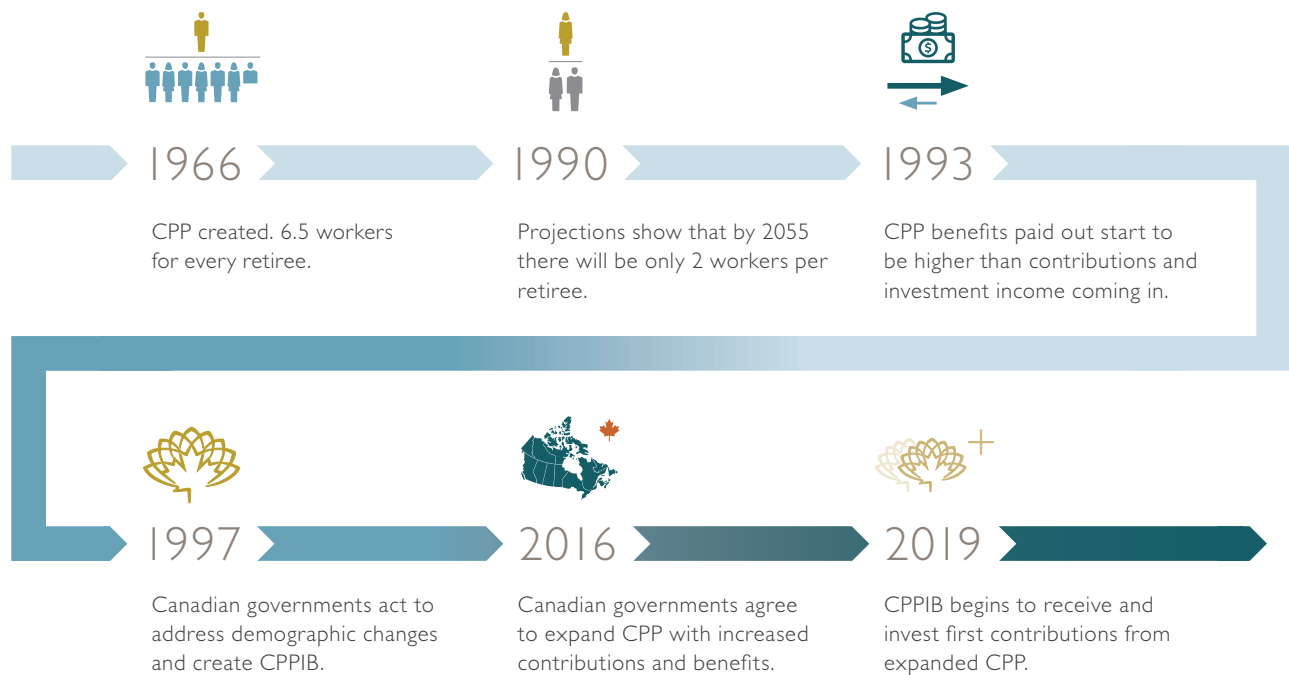 $
1966
CPP created. 6.5 workers
for every retiree.
1990
Projections show that by 2055
there will be only 2 workers per
retiree.
1993
CPP benefits paid out start to
be higher than contributions and
investment income coming in.
1997
Canadian governments act to
address demographic changes
and create CPPIB.
2016
Canadian governments agree
to expand CPP with increased
contributions and benefits.
+
2019
CPPIB begins to receive and
invest first contributions from
expanded CPP.